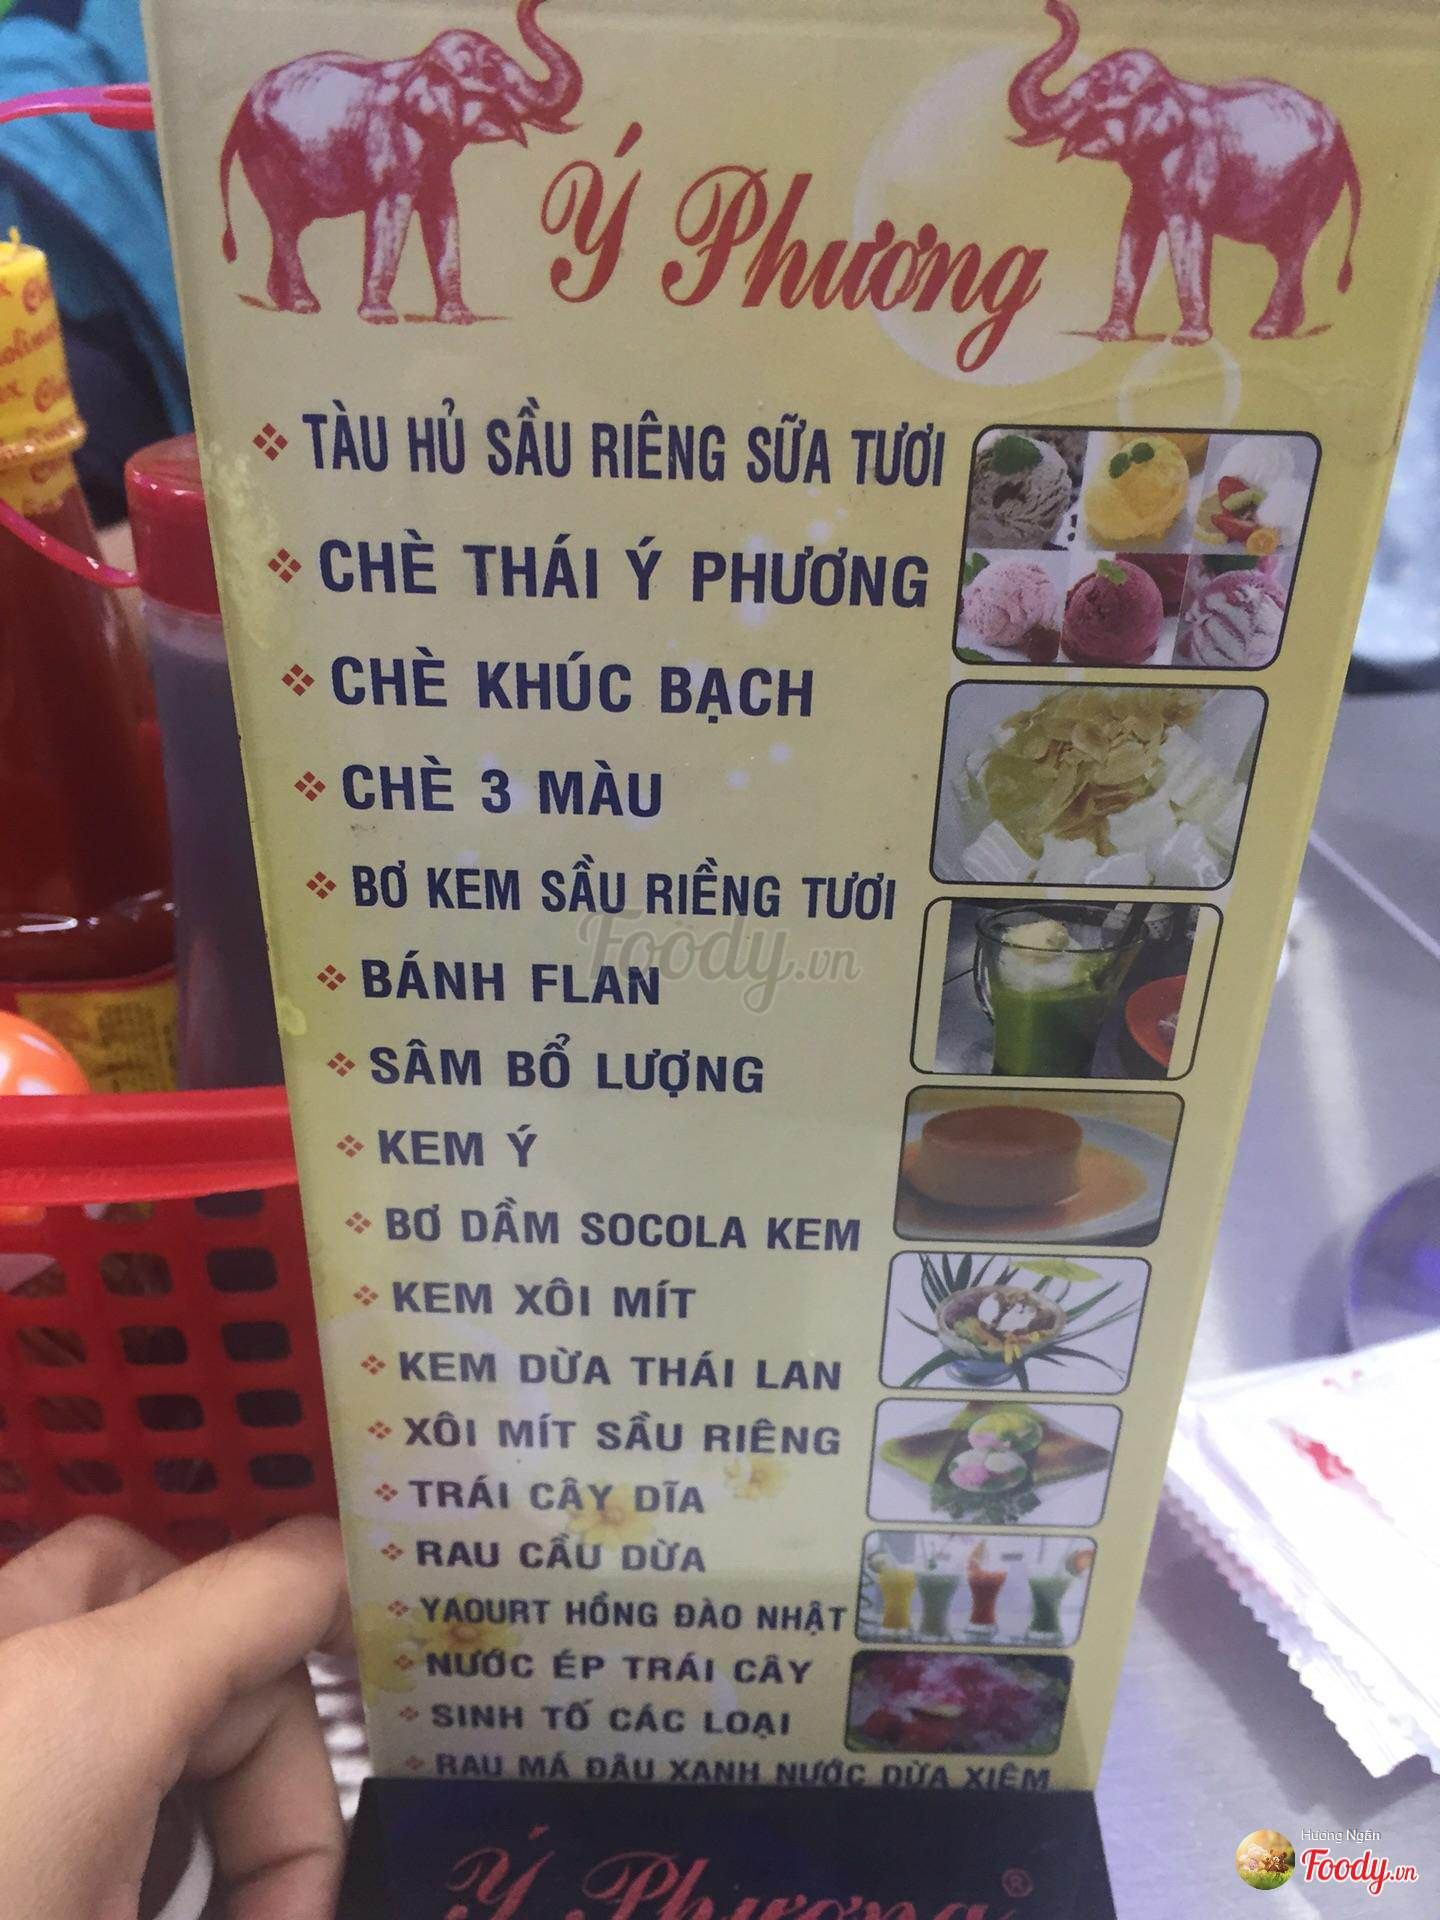 Ý Phương
TÀU HỦ SẦU RIÊNG SỮA TƯƠI
CHÈ THÁI Ý PHƯƠNG
CHÈ KHÚC BẠCH
CHÈ 3 MÀU
BƠ KEM SẦU RIỀNG TƯƠI
BÁNH FLAN
SÂM BỔ LƯỢNG
KEM Ý
BƠ DẦM SOCOLA KEM
KEM XÔI MÍT
KEM DỪA THÁI LAN
XÔI MÍT SẦU RIÊNG
TRÁI CÂY DĨA
RAU CẦU DỪA
YAOURT HỒNG ĐÀO NHẬT
NƯỚC ÉP TRÁI CÂY
SINH TỐ CÁC LOẠI
RAU MÁ ĐẬU XANH NƯỚC DỪA XIÊM
Ý Phương ®
Foody.vn
Hương Ngân
Foody.vn